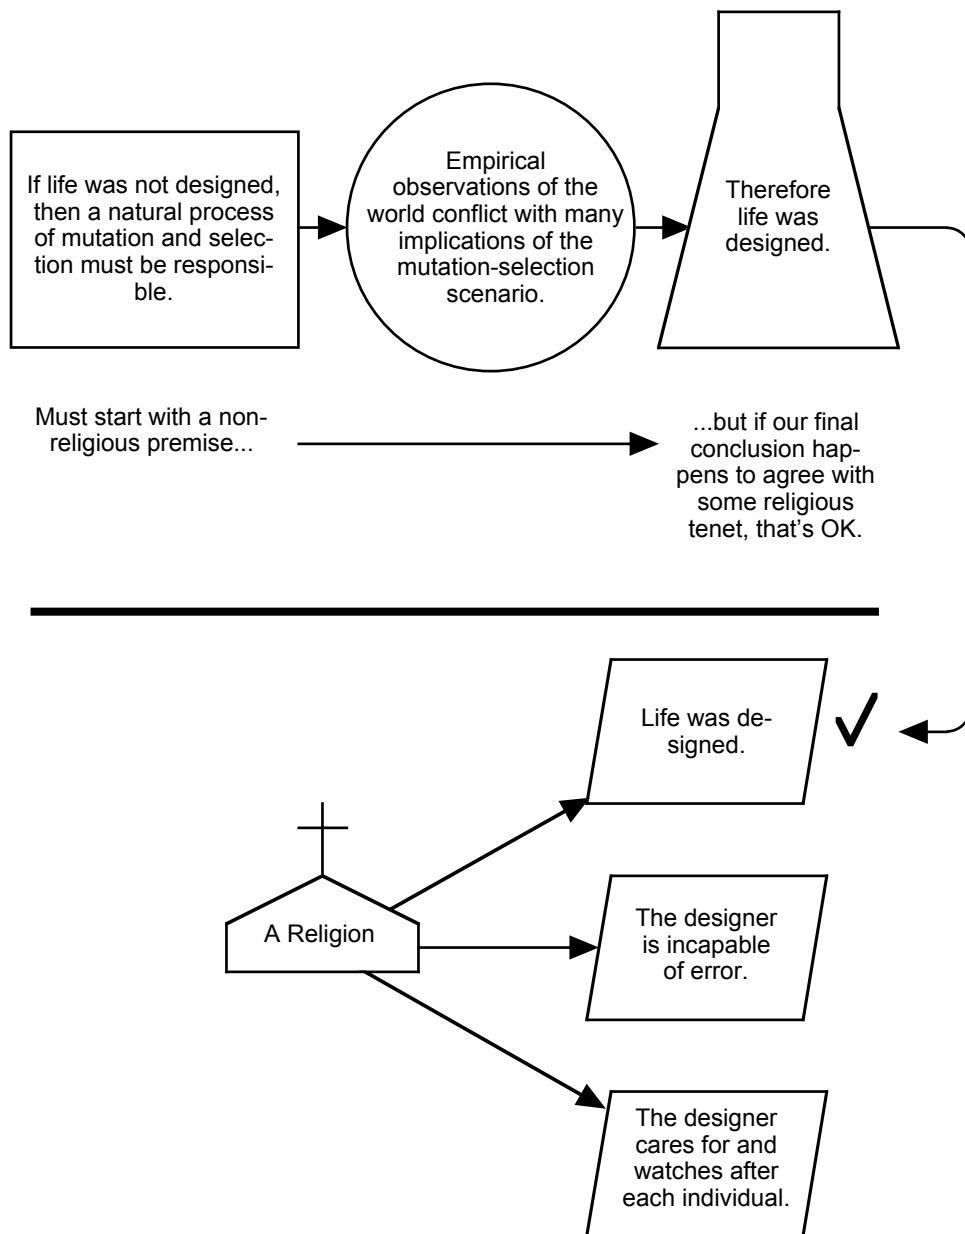 If life was not designed,
then a natural process
of mutation and selec-
tion must be responsi-
ble.
Empirical
observations of the
world conflict with many
implications of the
mutation-selection
scenario.
Therefore
life was
designed.
Must start with a non-
religious premise...
...but if our final
conclusion hap-
pens to agree with
some religious
tenet, that’s OK.
Life was de-
signed.
A Religion
The designer
is incapable
of error.
The designer
cares for and
watches after
each individual.